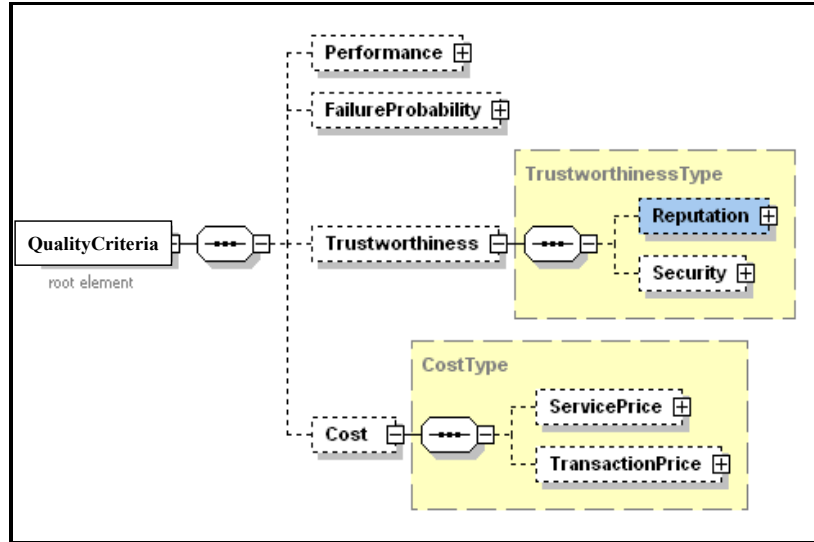 Performance
FailureProbability
TrustworthinessType
Reputation
QualityCriteria
Trustworthiness
Security
root element
CostType
ServicePrice
Cost
TransactionPrice